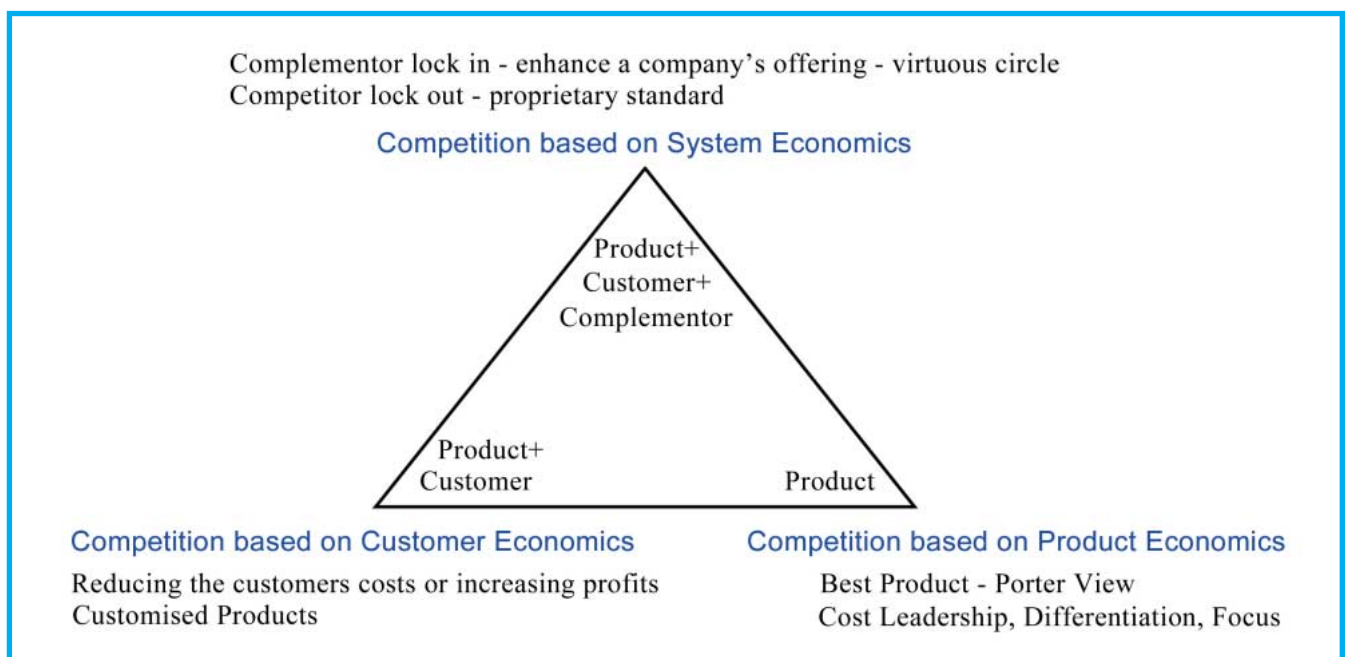 Complementor lock in - enhance a company's offering - virtuous circle
Competitor lock out - proprietary standard
Competition based on System Economics
Product+
Customer+
Complementor
Product+
Customer
Product
Competition based on Customer Economics
Reducing the customers costs or increasing profits
Customised Products
Competition based on Product Economics
Best Product - Porter View
Cost Leadership, Differentiation, Focus